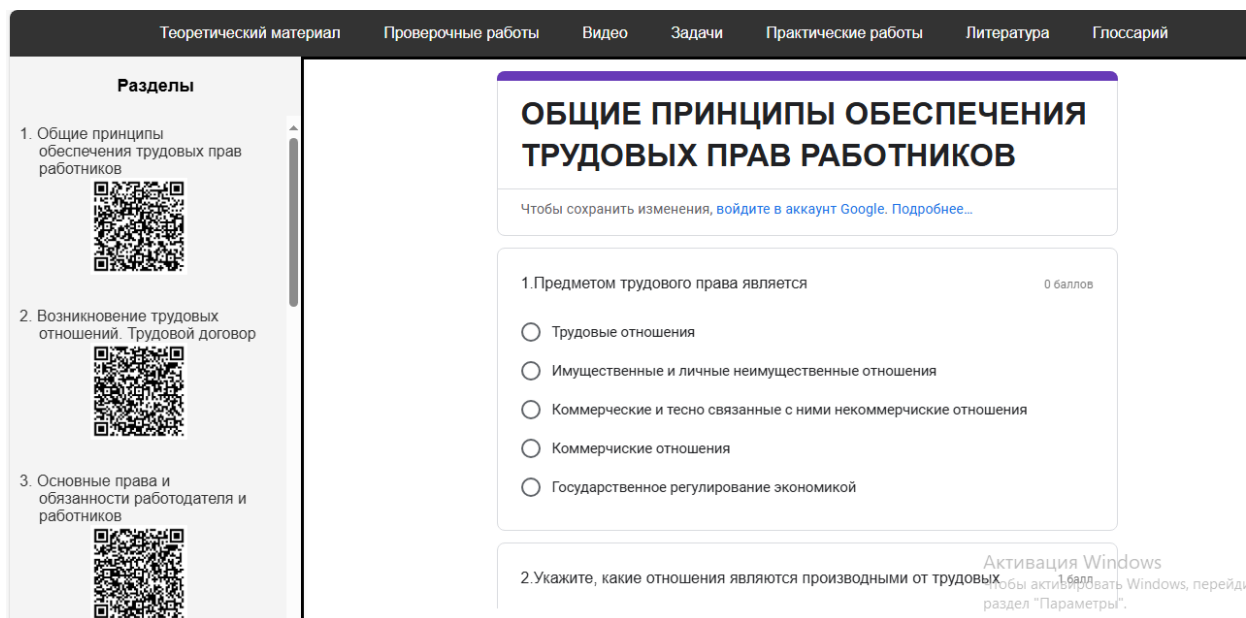 Теоретический материал Проверочные работы Видео Задачи Практические работы Литература Глоссарий
Разделы
1. Общие принципы
обеспечения трудовых прав
работников
2. Возникновение трудовых
отношений. Трудовой договор
3. Основные права и
обязанности работодателя и
работников
ОБЩИЕ ПРИНЦИПЫ ОБЕСПЕЧЕНИЯ
ТРУДОВЫХ ПРАВ РАБОТНИКОВ
Чтобы сохранить изменения, войдите в аккаунт Google. Подробнее…
1.Предметом трудового права является 0 баллов
Трудовые отношения
Имущественные и личные неимущественные отношения
Коммерческие и тесно связанные с ними некоммерчиские отношения
Коммерчиские отношения
Государственное регулирование экономикой
2.Укажите, какие отношения являются производными от трудовых 1 балл
Активация Windows
Чтобы активировать Windows, перейди
раздел "Параметры".